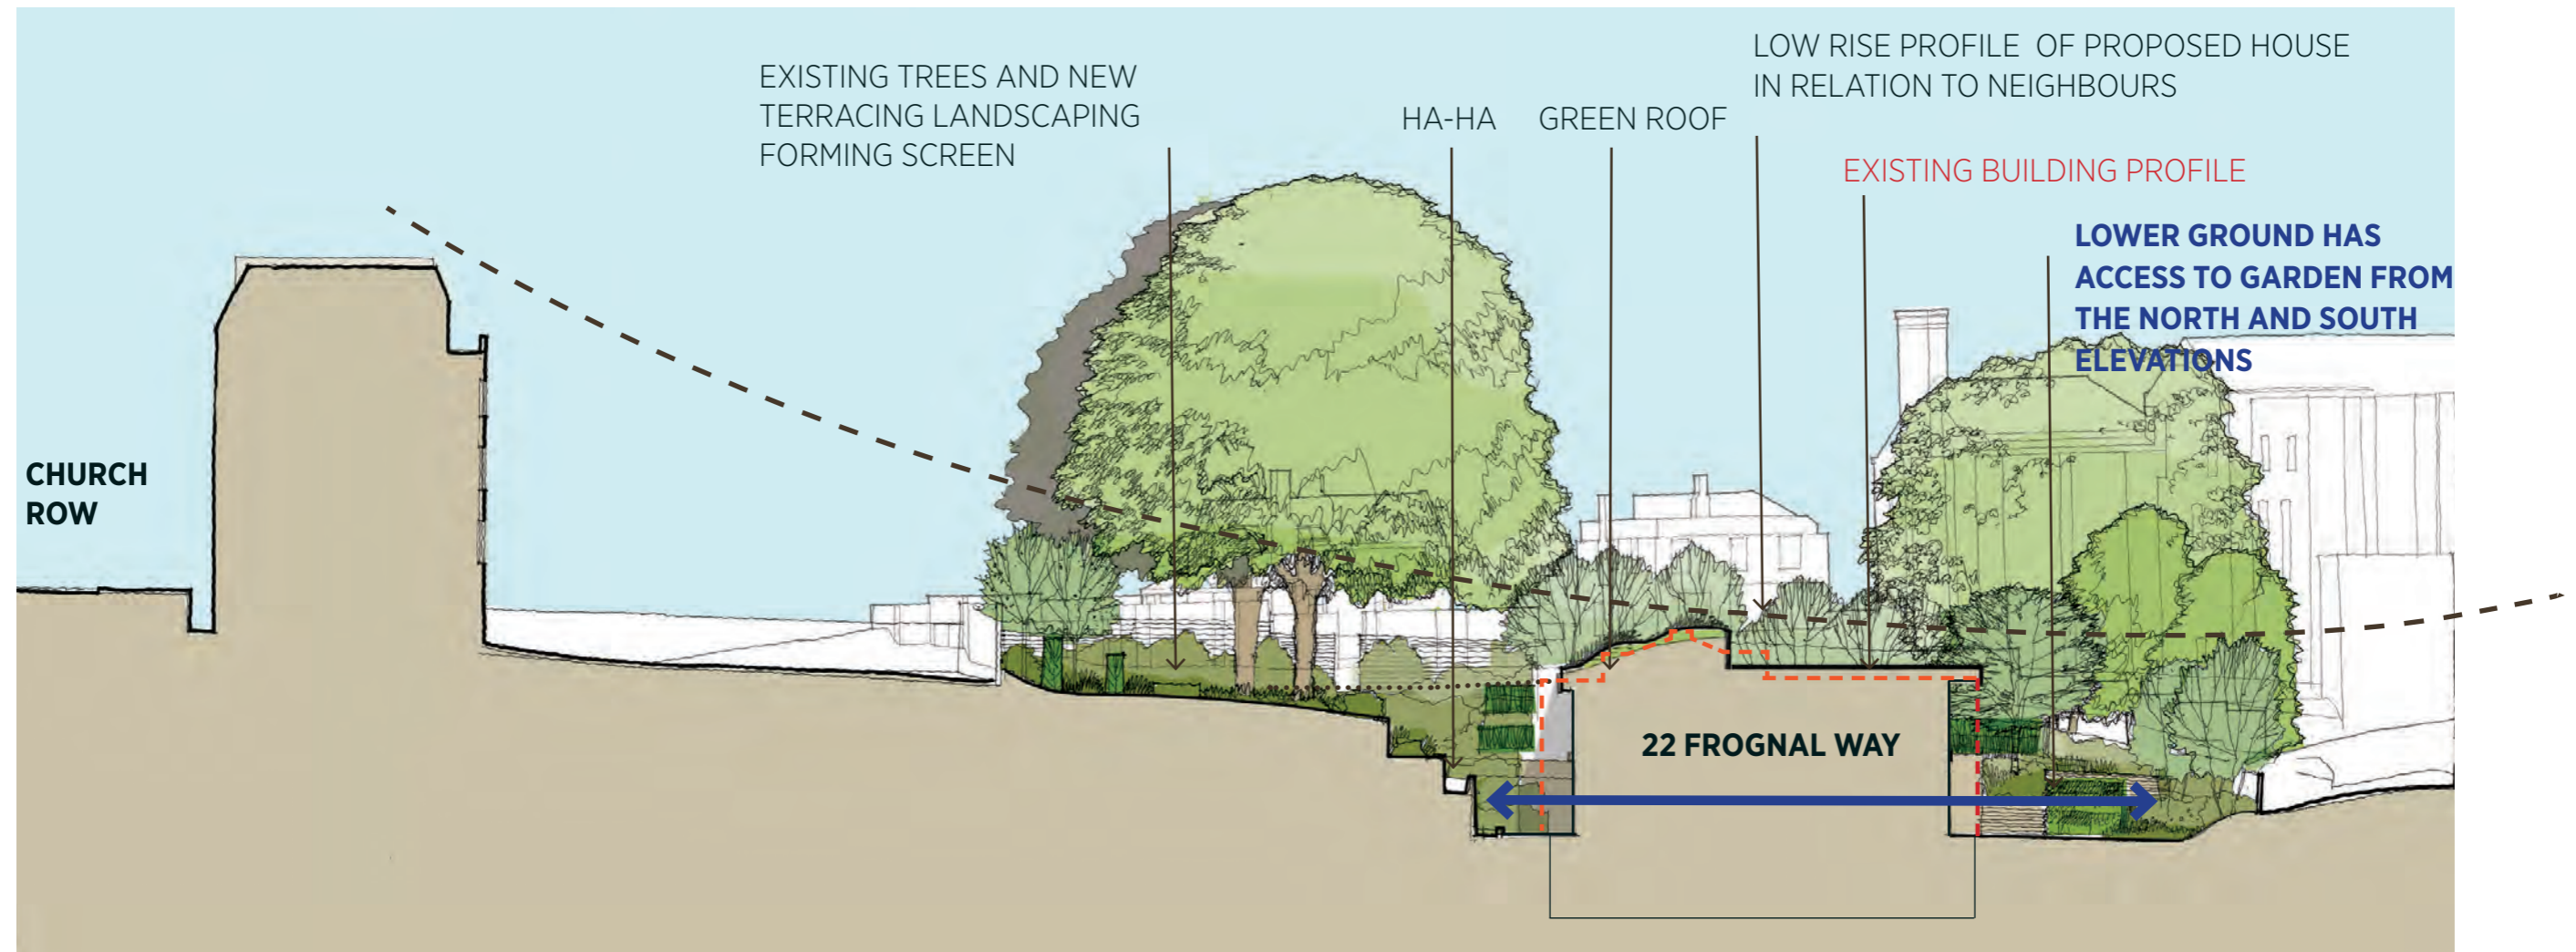 EXISTING TREES AND NEW
TERRACING LANDSCAPING
FORMING SCREEN
HA-HA
GREEN ROOF
LOW RISE PROFILE OF PROPOSED HOUSE
IN RELATION TO NEIGHBOURS
EXISTING BUILDING PROFILE
LOWER GROUND HAS
ACCESS TO GARDEN FROM
THE NORTH AND SOUTH
ELEVATIONS
CHURCH
ROW
22 FROGNAL WAY